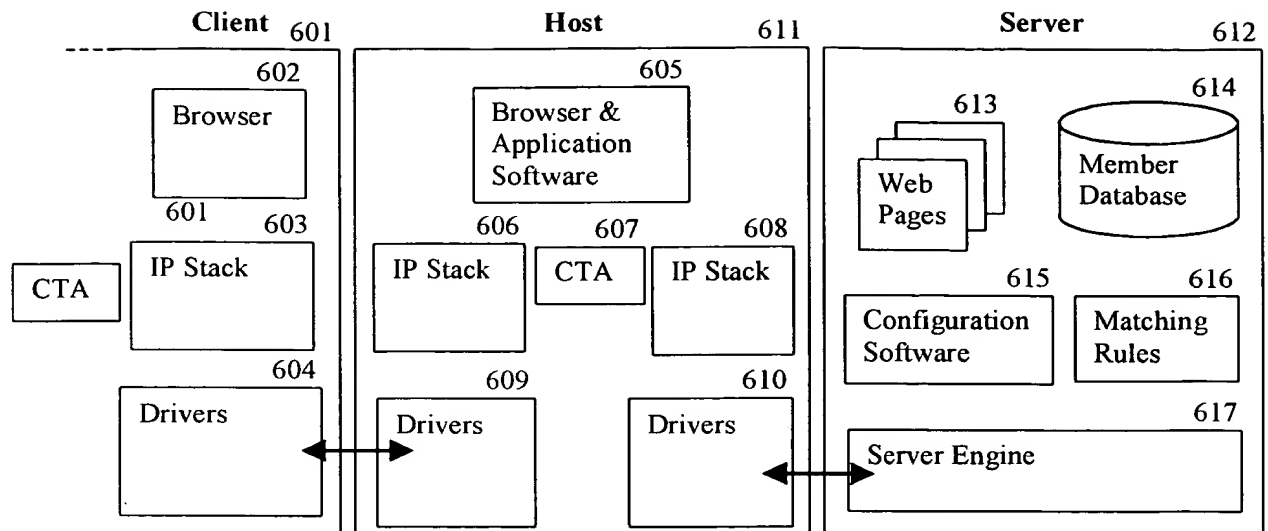 Client 601
Host 611
Server 612
602
Browser
601
603
CTA
IP Stack
604
Drivers
605
Browser &
Application
Software
606
IP Stack
607
CTA
608
IP Stack
609
Drivers
610
Drivers
613
Web
Pages
614
Member
Database
615
Configuration
Software
616
Matching
Rules
617
Server Engine